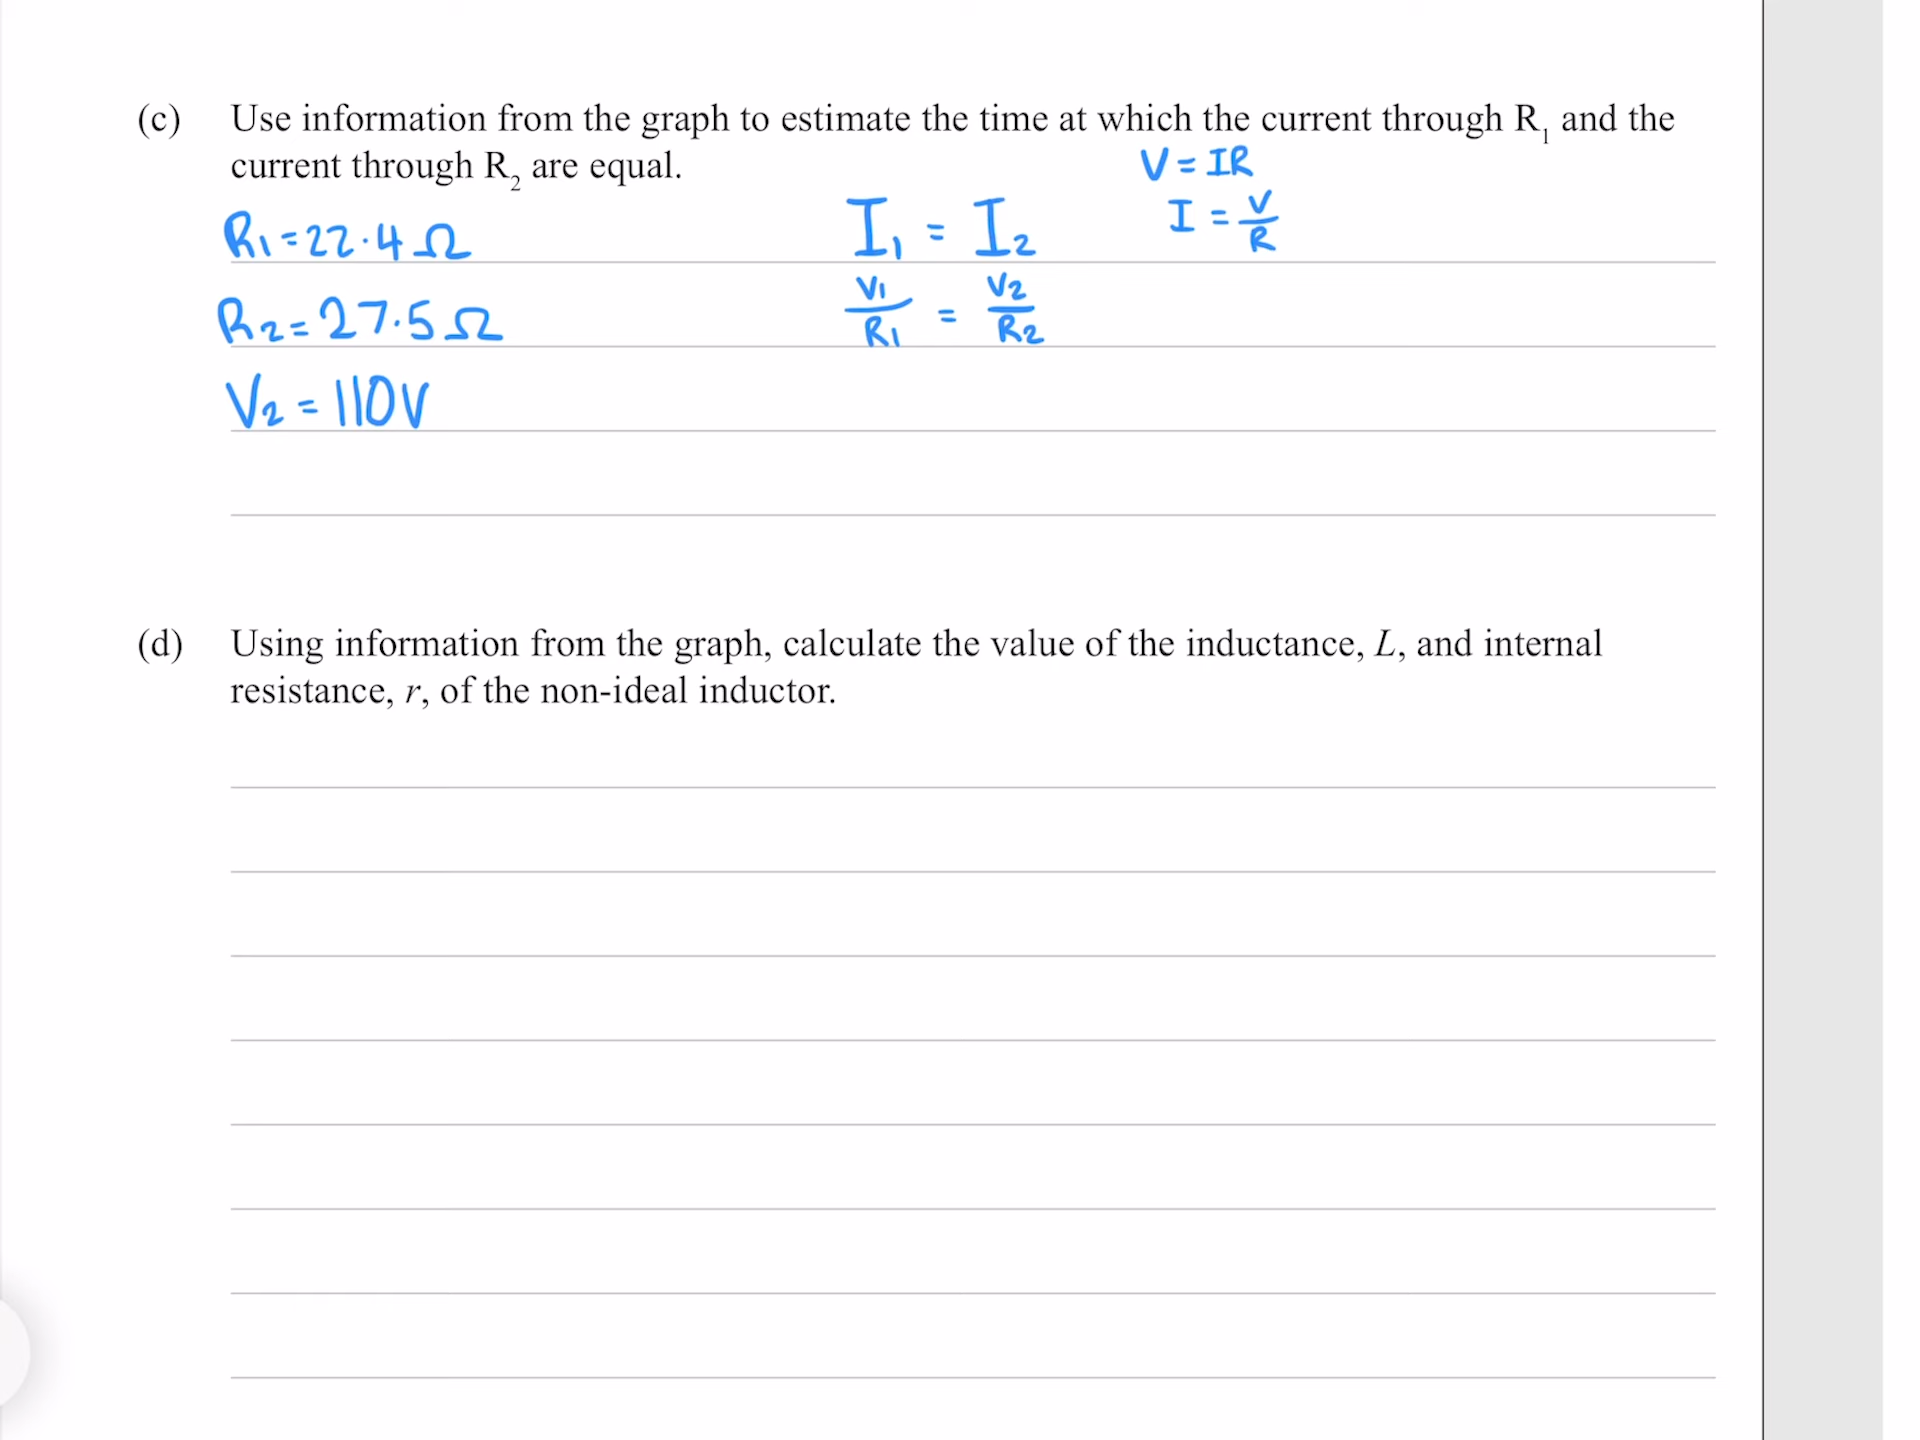 (c) Use information from the graph to estimate the time at which the current through R₁ and the
current through R₂ are equal.
V = IR
I = V/R
R1 = 22.4 Ω
I₁ = I₂
R2 = 27.5 Ω
V1/R1 = V2/R2
V2 = 110V
(d) Using information from the graph, calculate the value of the inductance, L, and internal
resistance, r, of the non-ideal inductor.